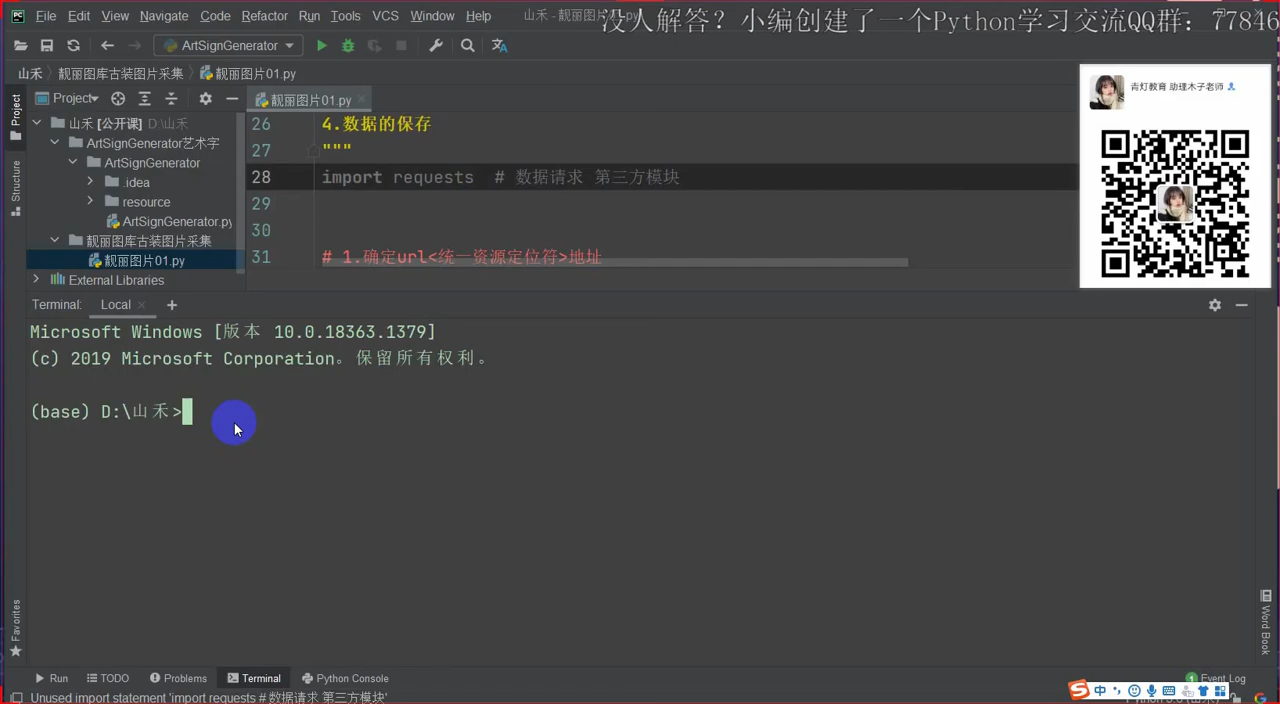 File Edit View Navigate Code Refactor Run Tools VCS Window Help
没人解答？小编创建了一个Python学习交流QQ群：77846
ArtSignGenerator
山禾 靓丽图库古装图片采集 靓丽图片01.py
Project
靓丽图片01.py
青灯教育 助理木子老师
Project
Structure
山禾 [公开课] D:\山禾
ArtSignGenerator艺术字
ArtSignGenerator
.idea
resource
ArtSignGenerator.py
靓丽图库古装图片采集
靓丽图片01.py
External Libraries
26 4.数据的保存
27 """
28 import requests # 数据请求 第三方模块
29
30
31 # 1.确定url<统一资源定位符>地址
Terminal: Local
Microsoft Windows [版本 10.0.18363.1379]
(c) 2019 Microsoft Corporation。保留所有权利。
(base) D:\山禾>
Favorites
Word Book
Run TODO Problems Terminal Python Console
Event Log
Unused import statement 'import requests # 数据请求 第三方模块'
中